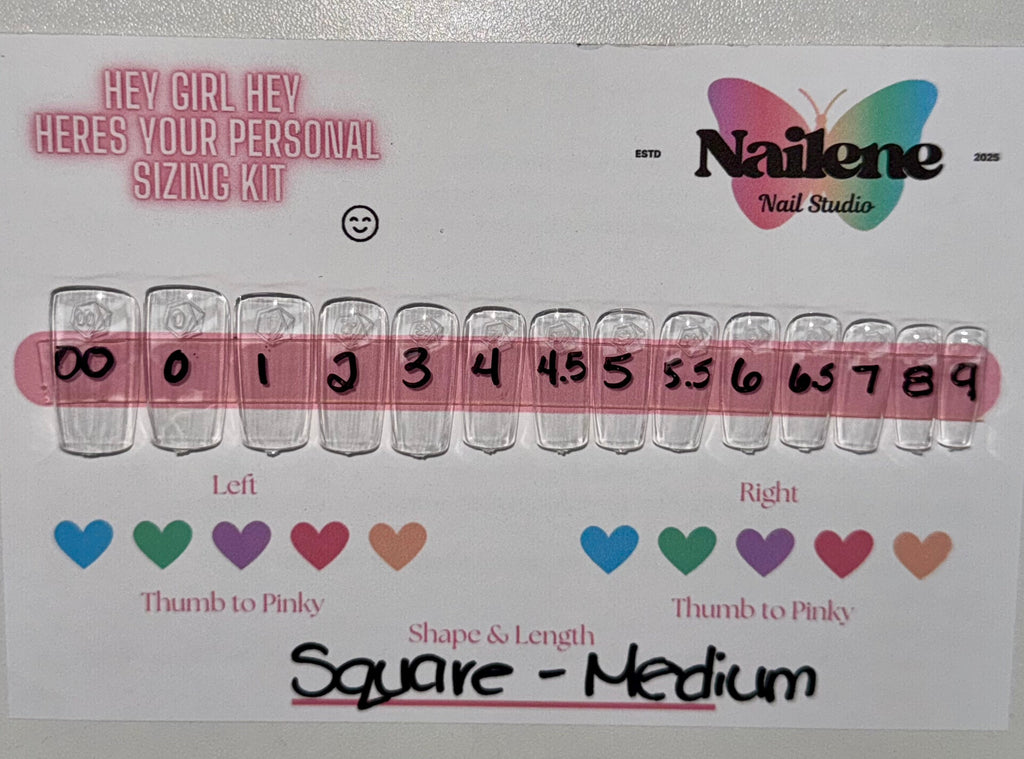 HEY GIRL HEY
HERES YOUR PERSONAL
SIZING KIT
ESTD Nailene 2025
Nail Studio
00 0
00 0 1 2 3 4 4.5 5 5.5 6 6.5 7 8 9
Left Right
Thumb to Pinky Thumb to Pinky
Shape & Length
Square - Medium